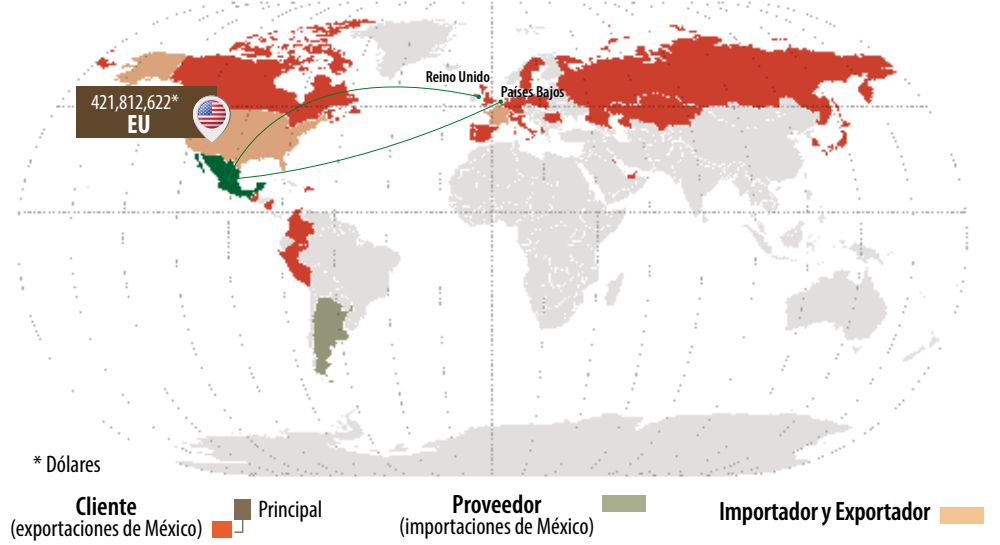 Reino Unido
Países Bajos
421,812,622*
EU
* Dólares
Cliente
(exportaciones de México)
Principal
Proveedor
(importaciones de México)
Importador y Exportador